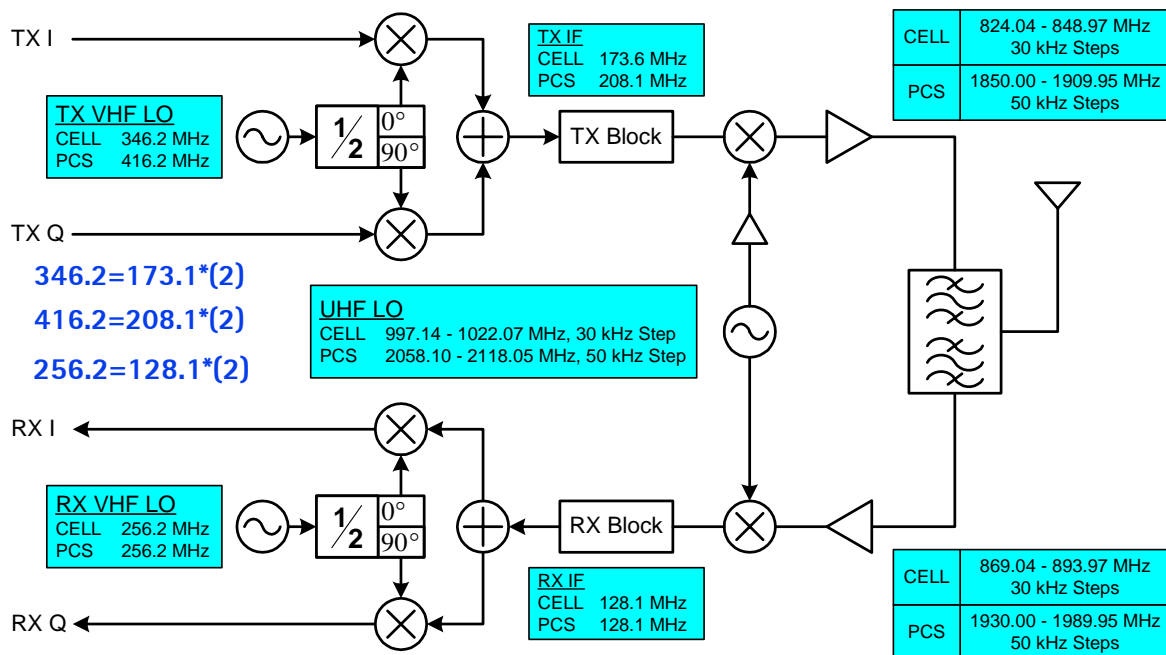 TX I
TX VHF LO
CELL 346.2 MHz
PCS 416.2 MHz
1/2
0°
90°
TX Q
TX IF
CELL 173.6 MHz
PCS 208.1 MHz
TX Block
CELL 824.04 - 848.97 MHz
30 kHz Steps
PCS 1850.00 - 1909.95 MHz
50 kHz Steps
346.2=173.1*(2)
416.2=208.1*(2)
256.2=128.1*(2)
UHF LO
CELL 997.14 - 1022.07 MHz, 30 kHz Step
PCS 2058.10 - 2118.05 MHz, 50 kHz Step
RX I
RX VHF LO
CELL 256.2 MHz
PCS 256.2 MHz
1/2
0°
90°
RX Q
RX Block
RX IF
CELL 128.1 MHz
PCS 128.1 MHz
CELL 869.04 - 893.97 MHz
30 kHz Steps
PCS 1930.00 - 1989.95 MHz
50 kHz Steps